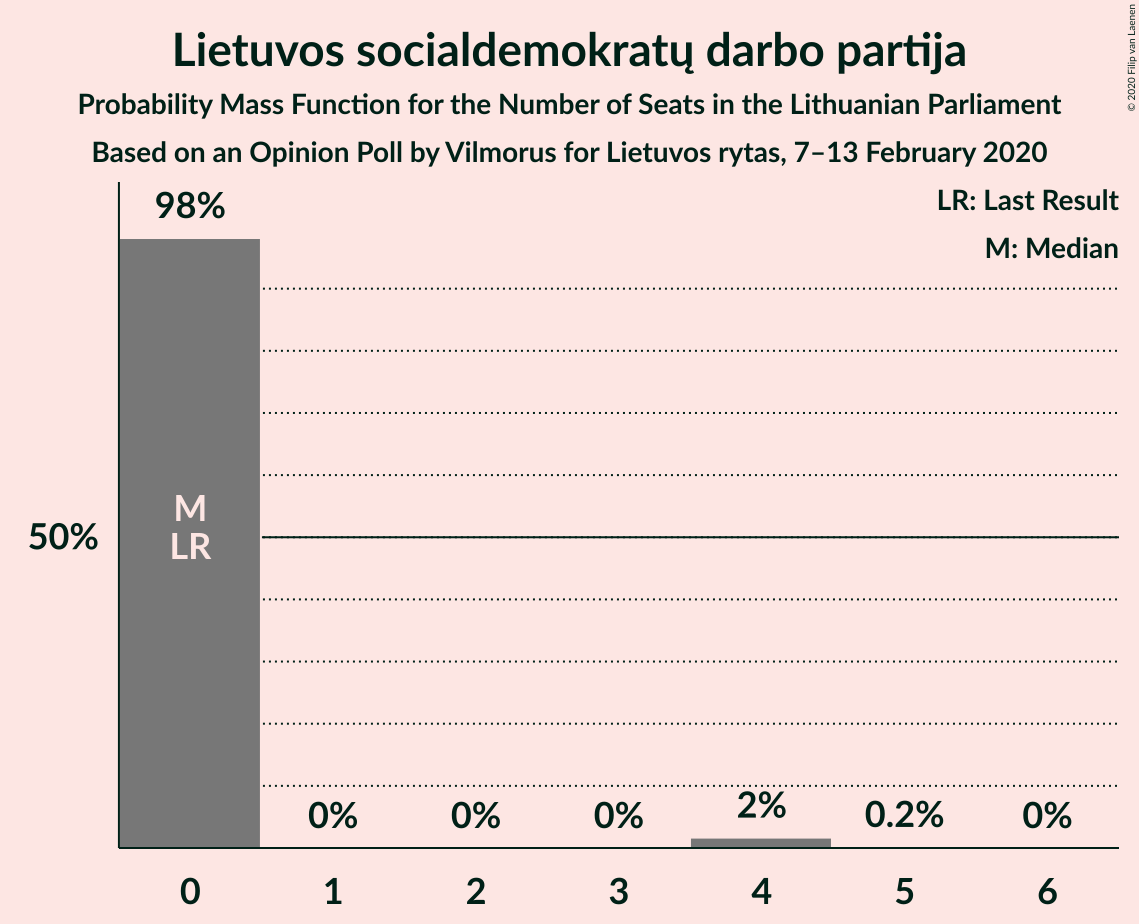 Lietuvos socialdemokratų darbo partija
Probability Mass Function for the Number of Seats in the Lithuanian Parliament
Based on an Opinion Poll by Vilmorus for Lietuvos rytas, 7–13 February 2020
© 2020 Filip van Laenen
LR: Last Result
M: Median
98%
M
LR
50%
0%
0%
0%
2%
0.2%
0%
0
1
2
3
4
5
6